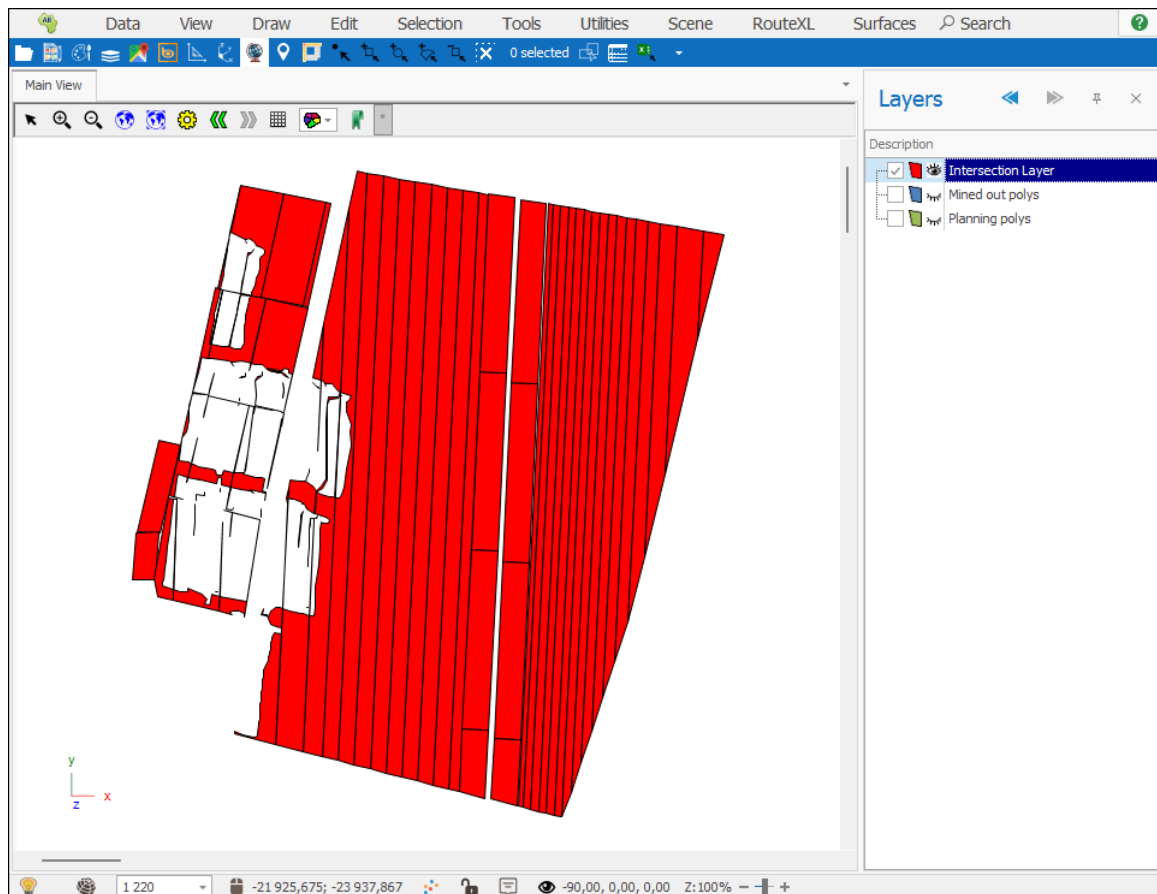 Data View Draw Edit Selection Tools Utilities Scene RouteXL Surfaces Search
0 selected
Main View
Layers
Description
Intersection Layer
Mined out polys
Planning polys
y
x
z
1 220 -21 925,675; -23 937,867 -90,00, 0,00, 0,00 Z:100%